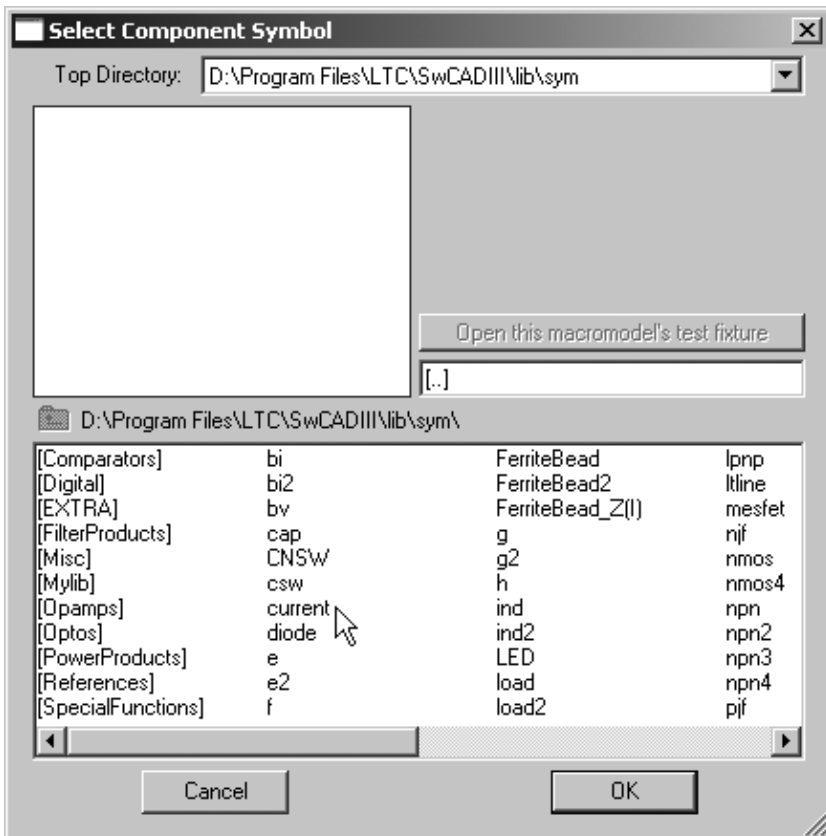 Select Component Symbol
Top Directory: D:\Program Files\LTC\SwCADIII\lib\sym
Open this macromodel's test fixture
[..]
D:\Program Files\LTC\SwCADIII\lib\sym\
[Comparators] bi FerriteBead lpnp
[Digital] bi2 FerriteBead2 ltline
[EXTRA] bv FerriteBead_Z(I) mesfet
[FilterProducts] cap g njf
[Misc] CNSW g2 nmos
[Mylib] csw h nmos4
[Opamps] current ind npn
[Optos] diode ind2 npn2
[PowerProducts] e LED npn3
[References] e2 load npn4
[SpecialFunctions] f load2 pjf
Cancel OK